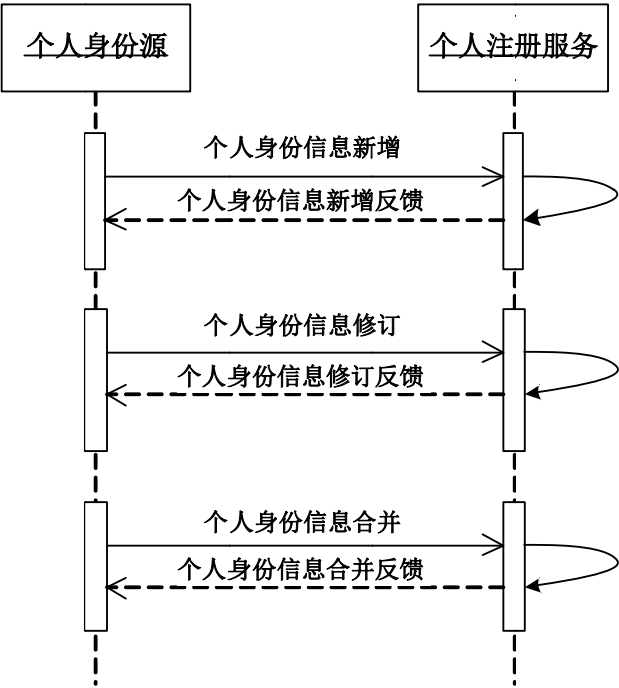 个人身份源
个人注册服务
个人身份信息新增
个人身份信息新增反馈
个人身份信息修订
个人身份信息修订反馈
个人身份信息合并
个人身份信息合并反馈